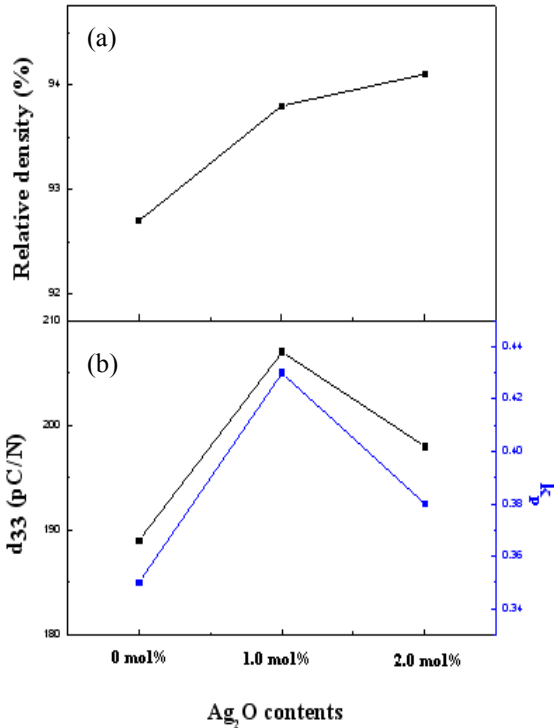 (a)
Relative density (%)
94
93
92
210
(b)
d33 (pC/N)
200
190
180
0.44
0.42
0.40
0.38
0.36
0.34
kp
0 mol% 1.0 mol% 2.0 mol%
Ag2O contents